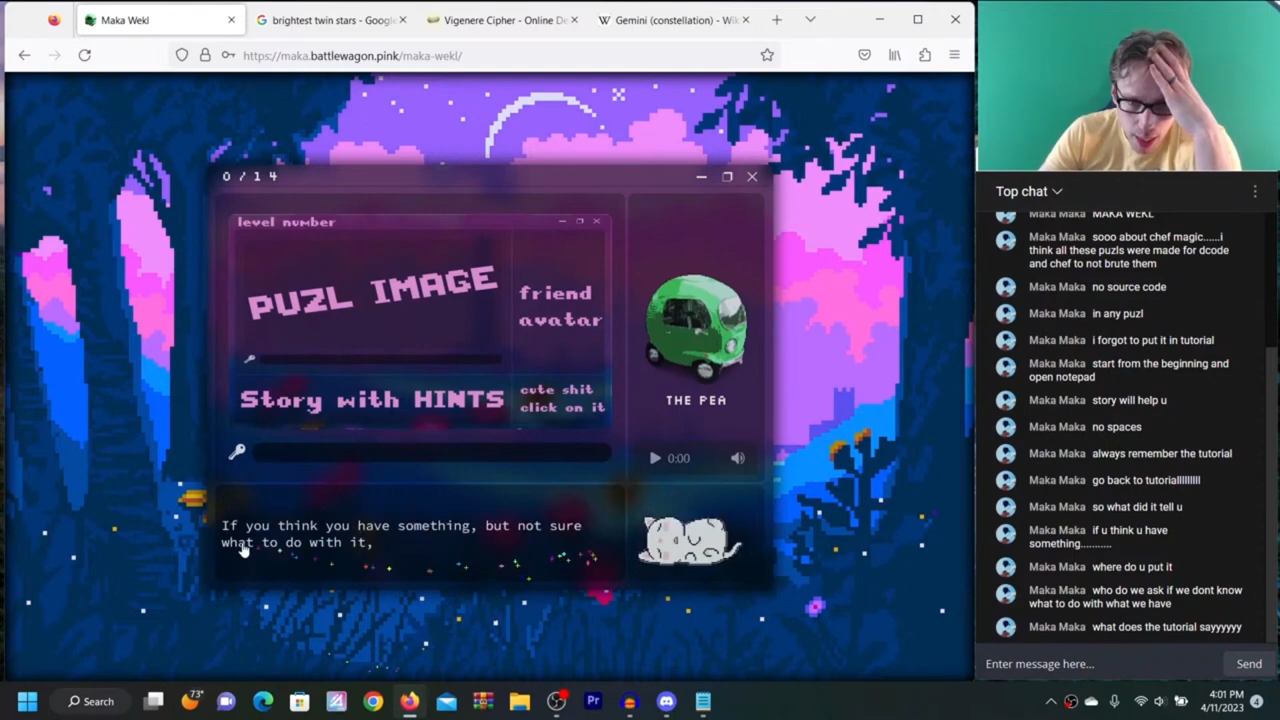 Maka Wekl
brightest twin stars - Google
Vigenere Cipher - Online De
Gemini (constellation) - Wik
https://maka.battlewagon.pink/maka-wekl/
0 / 1 4
level number
PUZL IMAGE
friend
avatar
Story with HINTS
cute shit
click on it
THE PEA
0:00
If you think you have something, but not sure
what to do with it,
Top chat
Maka Maka MAKA WEKL
Maka Maka sooo about chef magic......i
think all these puzls were made for dcode
and chef to not brute them
Maka Maka no source code
Maka Maka in any puzl
Maka Maka i forgot to put it in tutorial
Maka Maka start from the beginning and
open notepad
Maka Maka story will help u
Maka Maka no spaces
Maka Maka always remember the tutorial
Maka Maka go back to tutorialllllllll
Maka Maka so what did it tell u
Maka Maka if u think u have
something...........
Maka Maka where do u put it
Maka Maka who do we ask if we dont know
what to do with what we have
Maka Maka what does the tutorial sayyyyyy
Enter message here...
Send
73°
Search
Pr
4:01 PM
4/11/2023
4